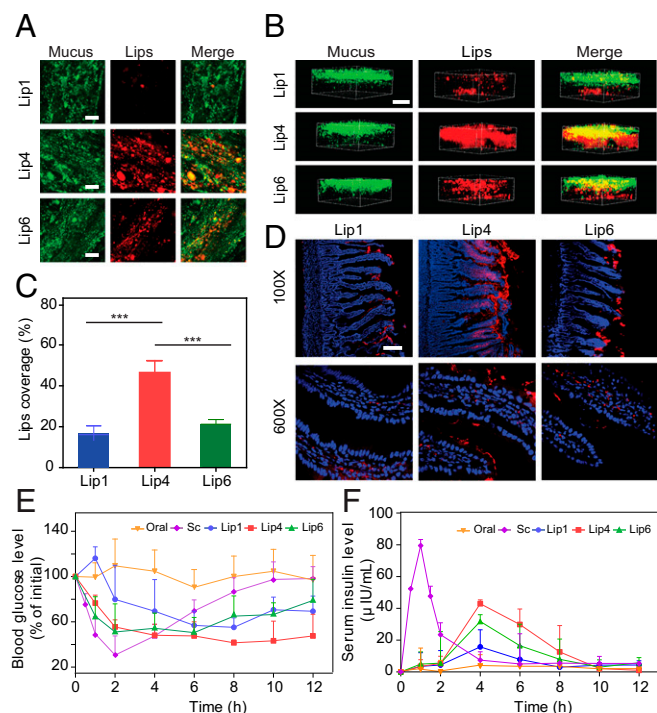 A
Mucus Lips Merge
Lip1
Lip4
Lip6
B
Mucus Lips Merge
Lip1
Lip4
Lip6
C
Lips coverage (%)
80
60
40
20
0
Lip1 Lip4 Lip6
*** ***
D
Lip1 Lip4 Lip6
100X
600X
E
Oral Sc Lip1 Lip4 Lip6
Blood glucose level
(% of initial)
140
100
60
20
0 2 4 6 8 10 12
Time (h)
F
Oral Sc Lip1 Lip4 Lip6
Serum insulin level
(µIU/mL)
100
80
60
40
20
0
0 2 4 6 8 10 12
Time (h)